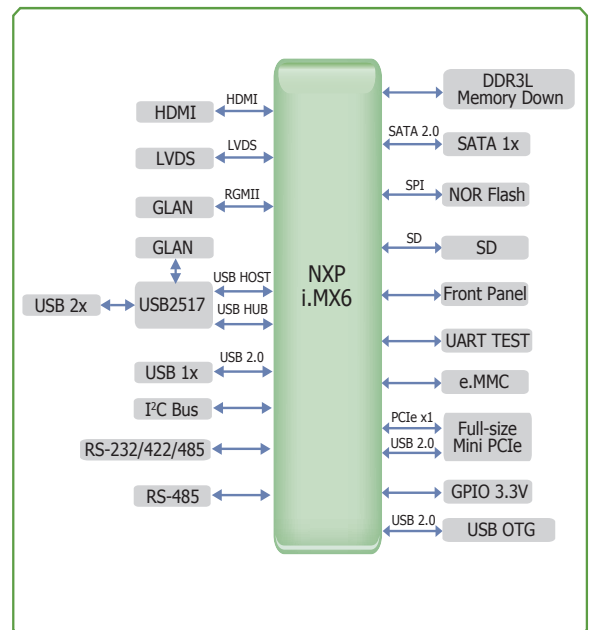 HDMI
HDMI
LVDS
LVDS
GLAN
RGMII
GLAN
USB 2x
USB2517
USB HOST
USB HUB
USB 1x
USB 2.0
I²C Bus
RS-232/422/485
RS-485
NXP
i.MX6
DDR3L
Memory Down
SATA 2.0
SATA 1x
SPI
NOR Flash
SD
SD
Front Panel
UART TEST
e.MMC
PCIe x1
USB 2.0
Full-size
Mini PCIe
GPIO 3.3V
USB 2.0
USB OTG